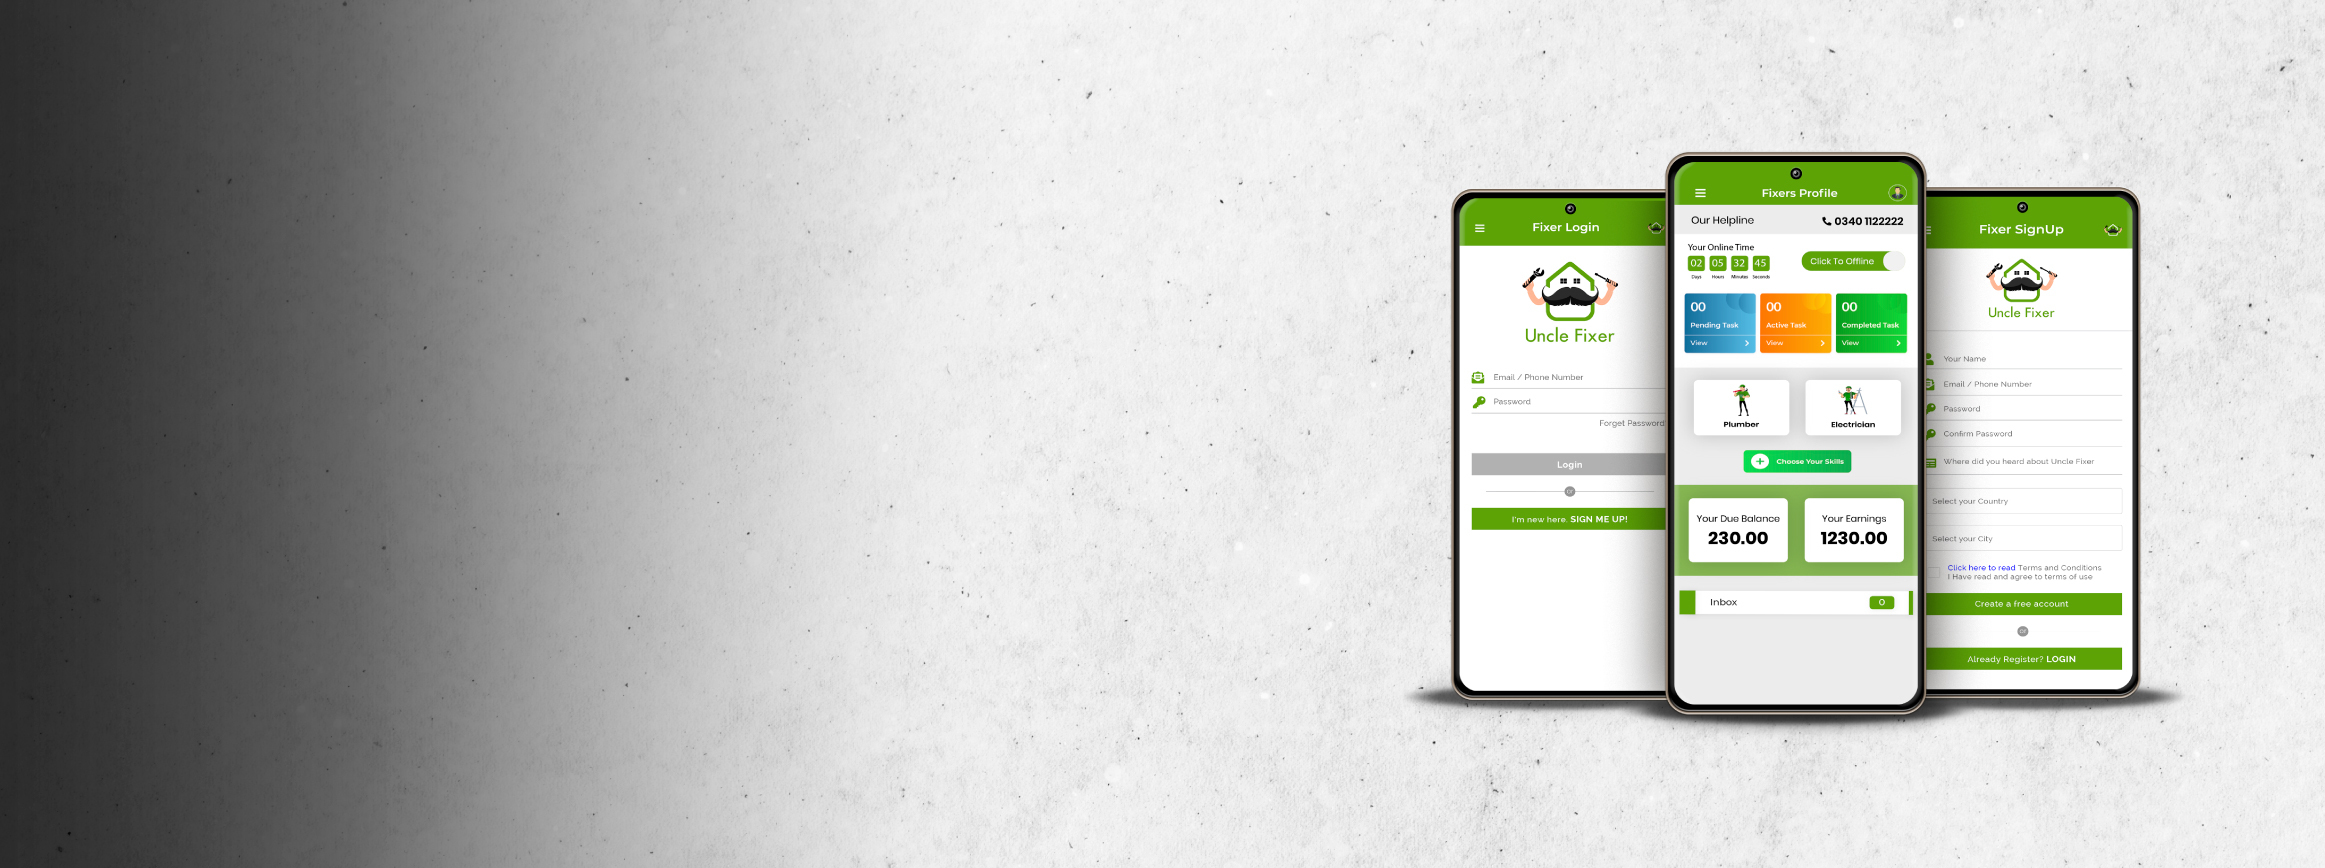 Fixer Login
Uncle Fixer
Email / Phone Number
Password
Forget Password
Login
or
I'm new here. SIGN ME UP!
Fixers Profile
Our Helpline
0340 1122222
Your Online Time
02 05 32 45
Days Hours Minutes Seconds
Click To Offline
00
Pending Task
View
00
Active Task
View
00
Completed Task
View
Plumber
Electrician
Choose Your Skills
Your Due Balance
230.00
Your Earnings
1230.00
Inbox
0
Fixer SignUp
Uncle Fixer
Your Name
Email / Phone Number
Password
Confirm Password
Where did you heard about Uncle Fixer
Select your Country
Select your City
Click here to read Terms and Conditions
I Have read and agree to terms of use
Create a free account
or
Already Register? LOGIN